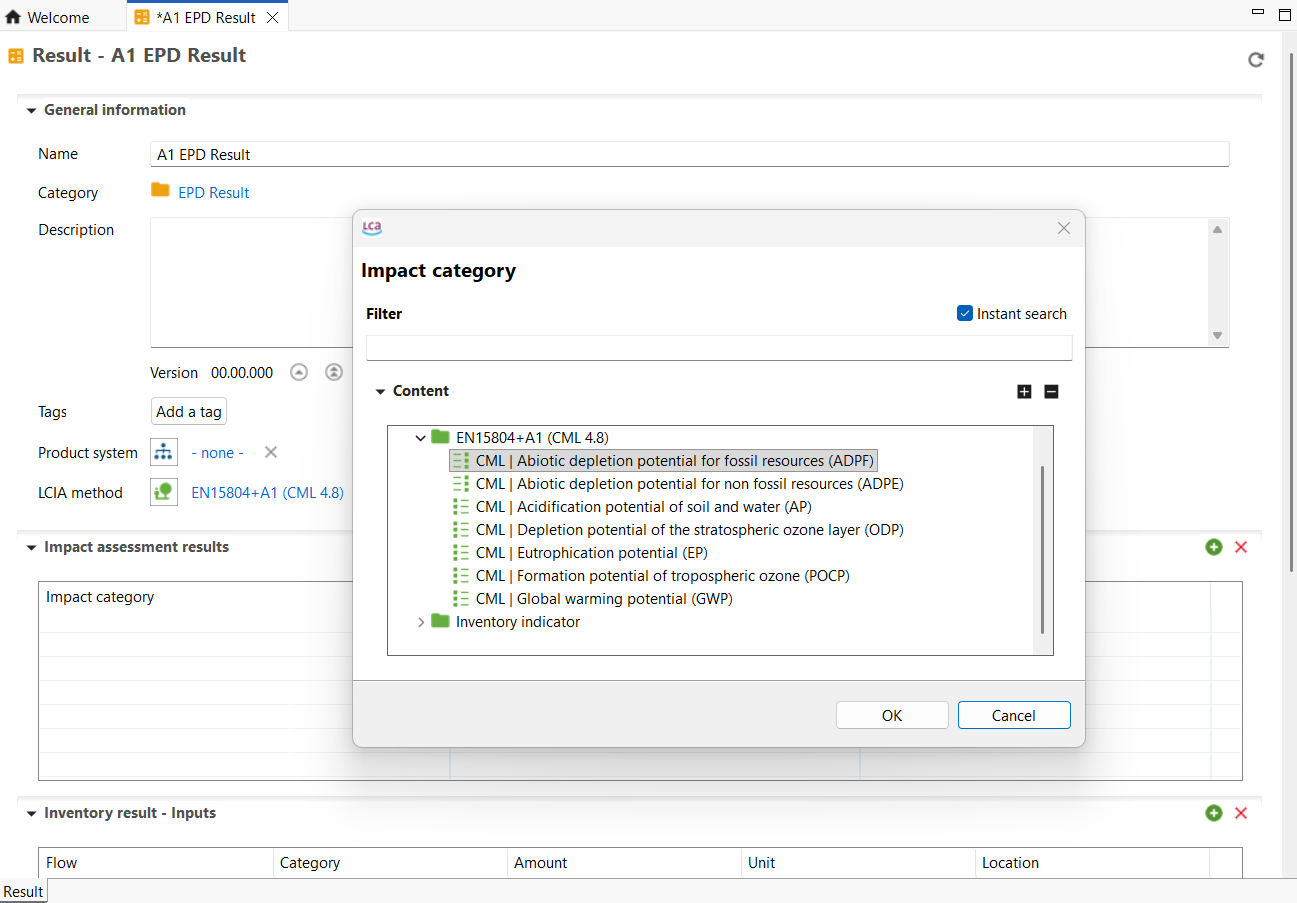 Welcome
*A1 EPD Result
Result - A1 EPD Result
General information
Name
A1 EPD Result
Category
EPD Result
Description
Version 00.00.000
Tags
Add a tag
Product system
- none -
LCIA method
EN15804+A1 (CML 4.8)
Impact assessment results
Impact category
LCA
Impact category
Filter
Instant search
Content
EN15804+A1 (CML 4.8)
CML | Abiotic depletion potential for fossil resources (ADPF)
CML | Abiotic depletion potential for non fossil resources (ADPE)
CML | Acidification potential of soil and water (AP)
CML | Depletion potential of the stratospheric ozone layer (ODP)
CML | Eutrophication potential (EP)
CML | Formation potential of tropospheric ozone (POCP)
CML | Global warming potential (GWP)
Inventory indicator
OK
Cancel
Inventory result - Inputs
Flow
Category
Amount
Unit
Location
Result